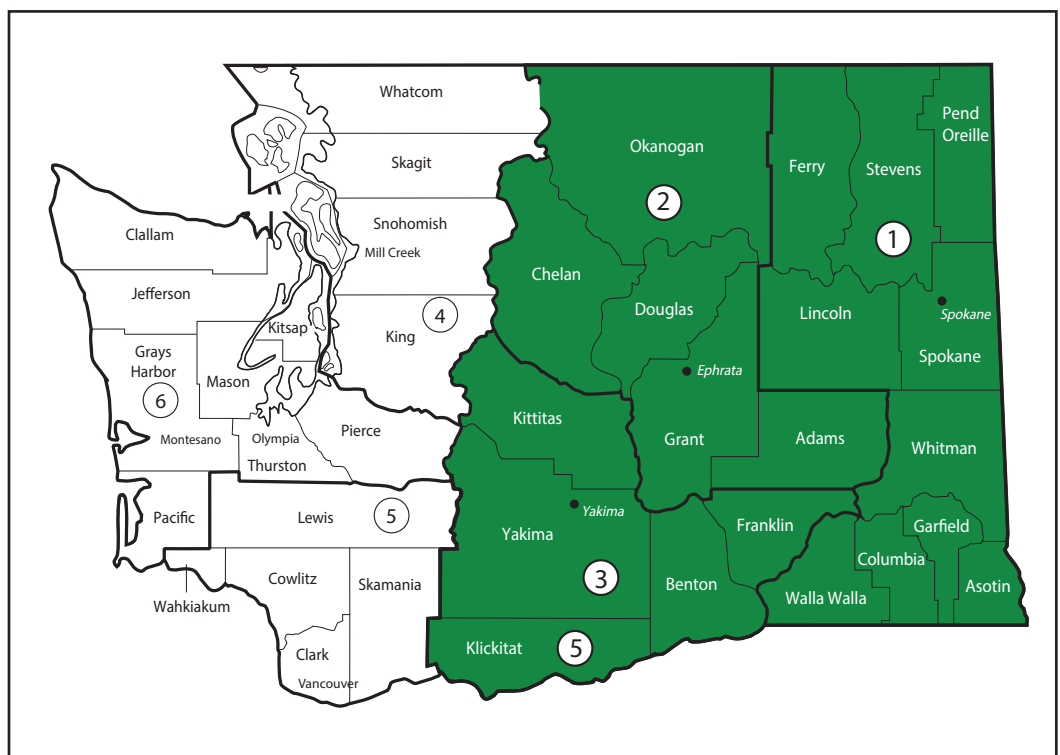 Whatcom
Skagit
Snohomish
Mill Creek
4
King
Clallam
Jefferson
Kitsap
Grays
Harbor
6
Mason
Montesano
Olympia
Thurston
Pierce
Pacific
Lewis
5
Wahkiakum
Cowlitz
Skamania
Clark
Vancouver
Okanogan
2
Chelan
Douglas
Ephrata
Grant
Adams
Ferry
Stevens
Pend
Oreille
1
Lincoln
Spokane
Spokane
Whitman
Kittitas
Yakima
Yakima
3
Klickitat
5
Benton
Franklin
Walla Walla
Columbia
Garfield
Asotin